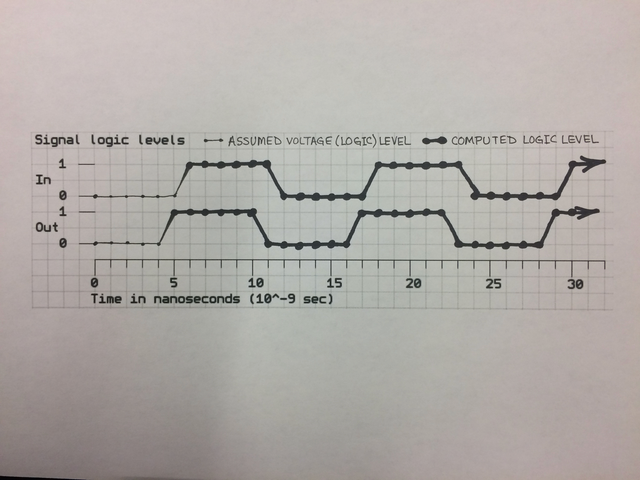 Signal logic levels ASSUMED VOLTAGE (LOGIC) LEVEL COMPUTED LOGIC LEVEL
1
In
0
1
Out
0
0 5 10 15 20 25 30
Time in nanoseconds (10^-9 sec)